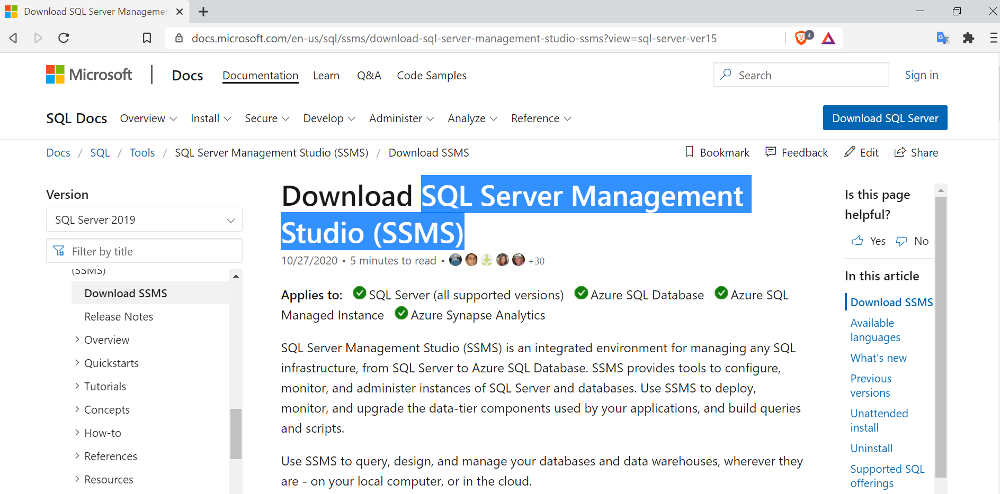 Download SQL Server Managemen
docs.microsoft.com/en-us/sql/ssms/download-sql-server-management-studio-ssms?view=sql-server-ver15
4
Microsoft
Docs
Documentation
Learn
Q&A
Code Samples
Search
Sign in
SQL Docs
Overview
Install
Secure
Develop
Administer
Analyze
Reference
Download SQL Server
Docs / SQL / Tools / SQL Server Management Studio (SSMS) / Download SSMS
Bookmark
Feedback
Edit
Share
Version
SQL Server 2019
Filter by title
(SSMS)
Download SSMS
Release Notes
Overview
Quickstarts
Tutorials
Concepts
How-to
References
Resources
Download SQL Server Management
Studio (SSMS)
10/27/2020 • 5 minutes to read • +30
Applies to: SQL Server (all supported versions) Azure SQL Database Azure SQL
Managed Instance Azure Synapse Analytics
SQL Server Management Studio (SSMS) is an integrated environment for managing any SQL
infrastructure, from SQL Server to Azure SQL Database. SSMS provides tools to configure,
monitor, and administer instances of SQL Server and databases. Use SSMS to deploy,
monitor, and upgrade the data-tier components used by your applications, and build queries
and scripts.
Use SSMS to query, design, and manage your databases and data warehouses, wherever they
are - on your local computer, or in the cloud.
Is this page
helpful?
Yes
No
In this article
Download SSMS
Available
languages
What's new
Previous
versions
Unattended
install
Uninstall
Supported SQL
offerings